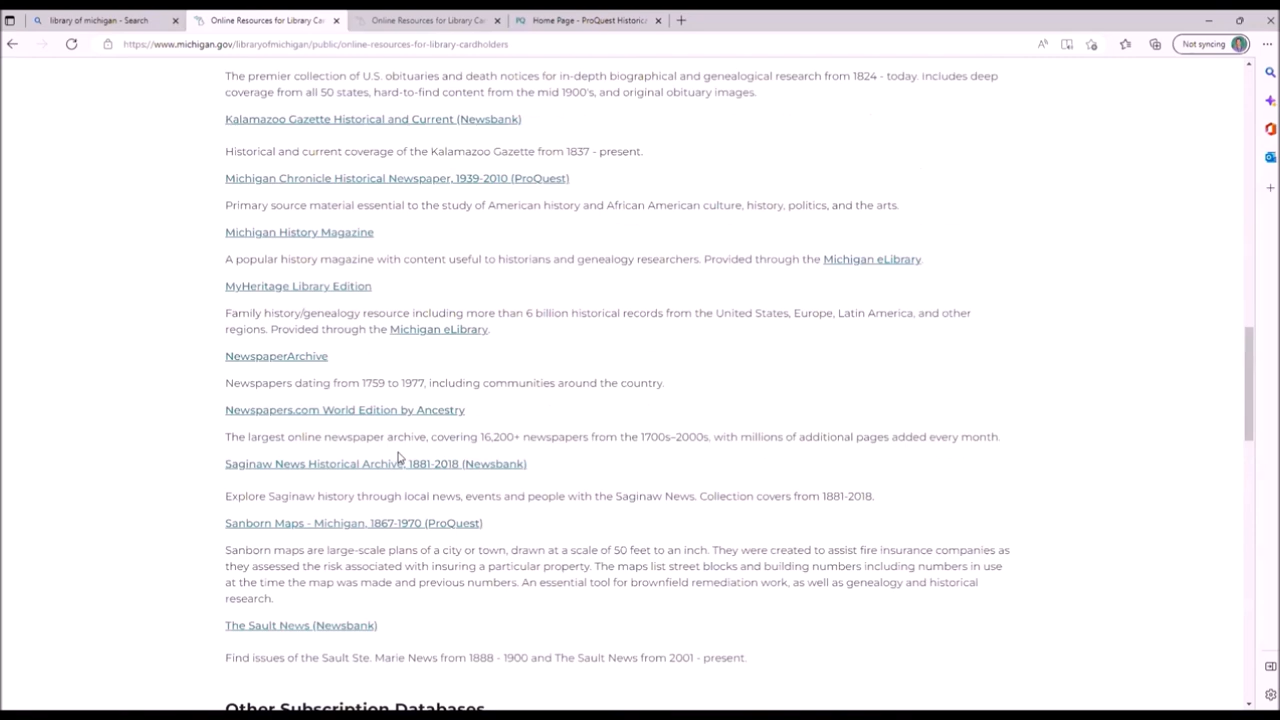 library of michigan - Search
Online Resources for Library Ca
Online Resources for Library Car
PQ Home Page - ProQuest Historica
https://www.michigan.gov/libraryofmichigan/public/online-resources-for-library-cardholders
Not syncing
The premier collection of U.S. obituaries and death notices for in-depth biographical and genealogical research from 1824 - today. Includes deep
coverage from all 50 states, hard-to-find content from the mid 1900's, and original obituary images.
Kalamazoo Gazette Historical and Current (Newsbank)
Historical and current coverage of the Kalamazoo Gazette from 1837 - present.
Michigan Chronicle Historical Newspaper, 1939-2010 (ProQuest)
Primary source material essential to the study of American history and African American culture, history, politics, and the arts.
Michigan History Magazine
A popular history magazine with content useful to historians and genealogy researchers. Provided through the Michigan eLibrary.
MyHeritage Library Edition
Family history/genealogy resource including more than 6 billion historical records from the United States, Europe, Latin America, and other
regions. Provided through the Michigan eLibrary.
NewspaperArchive
Newspapers dating from 1759 to 1977, including communities around the country.
Newspapers.com World Edition by Ancestry
The largest online newspaper archive, covering 16,200+ newspapers from the 1700s–2000s, with millions of additional pages added every month.
Saginaw News Historical Archive, 1881-2018 (Newsbank)
Explore Saginaw history through local news, events and people with the Saginaw News. Collection covers from 1881-2018.
Sanborn Maps - Michigan, 1867-1970 (ProQuest)
Sanborn maps are large-scale plans of a city or town, drawn at a scale of 50 feet to an inch. They were created to assist fire insurance companies as
they assessed the risk associated with insuring a particular property. The maps list street blocks and building numbers including numbers in use
at the time the map was made and previous numbers. An essential tool for brownfield remediation work, as well as genealogy and historical
research.
The Sault News (Newsbank)
Find issues of the Sault Ste. Marie News from 1888 - 1900 and The Sault News from 2001 - present.
Other Subscription Databases